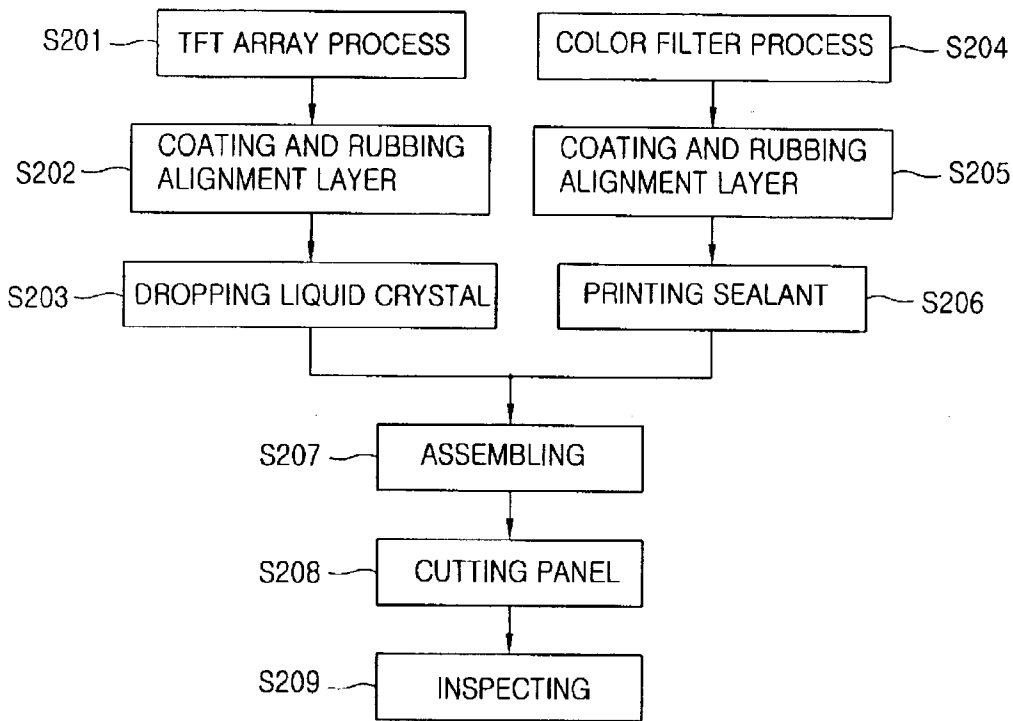 S201
TFT ARRAY PROCESS
COLOR FILTER PROCESS
S204
S202
COATING AND RUBBING
ALIGNMENT LAYER
COATING AND RUBBING
ALIGNMENT LAYER
S205
S203
DROPPING LIQUID CRYSTAL
PRINTING SEALANT
S206
S207
ASSEMBLING
S208
CUTTING PANEL
S209
INSPECTING